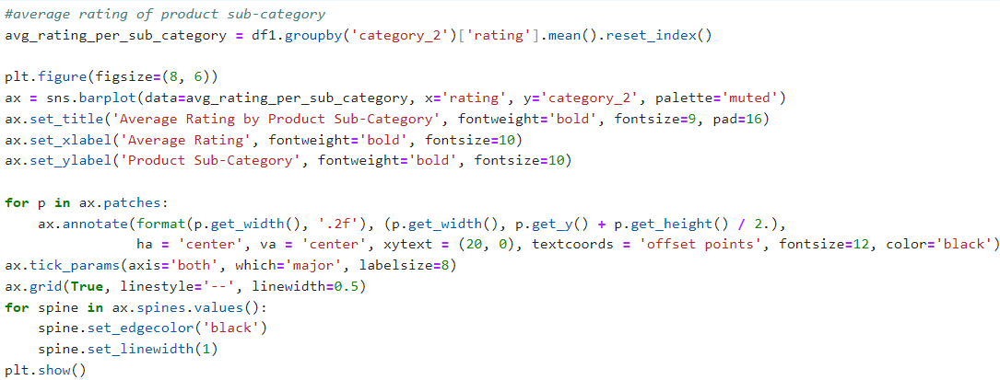 #average rating of product sub-category
avg_rating_per_sub_category = df1.groupby('category_2')['rating'].mean().reset_index()

plt.figure(figsize=(8, 6))
ax = sns.barplot(data=avg_rating_per_sub_category, x='rating', y='category_2', palette='muted')
ax.set_title('Average Rating by Product Sub-Category', fontweight='bold', fontsize=9, pad=16)
ax.set_xlabel('Average Rating', fontweight='bold', fontsize=10)
ax.set_ylabel('Product Sub-Category', fontweight='bold', fontsize=10)

for p in ax.patches:
    ax.annotate(format(p.get_width(), '.2f'), (p.get_width(), p.get_y() + p.get_height() / 2.),
                ha = 'center', va = 'center', xytext = (20, 0), textcoords = 'offset points', fontsize=12, color='black')
ax.tick_params(axis='both', which='major', labelsize=8)
ax.grid(True, linestyle='--', linewidth=0.5)
for spine in ax.spines.values():
    spine.set_edgecolor('black')
    spine.set_linewidth(1)
plt.show()